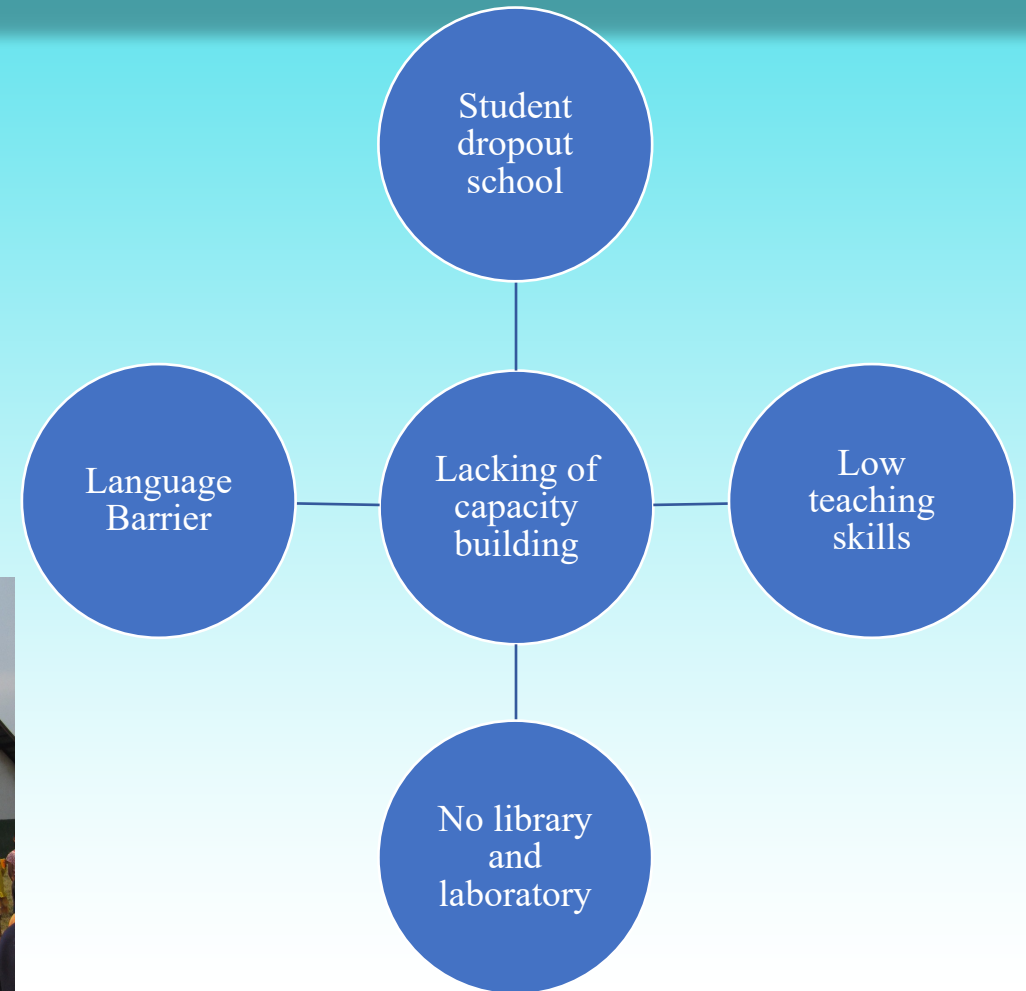 Student
dropout
school
Language
Barrier
Lacking of
capacity
building
Low
teaching
skills
No library
and
laboratory